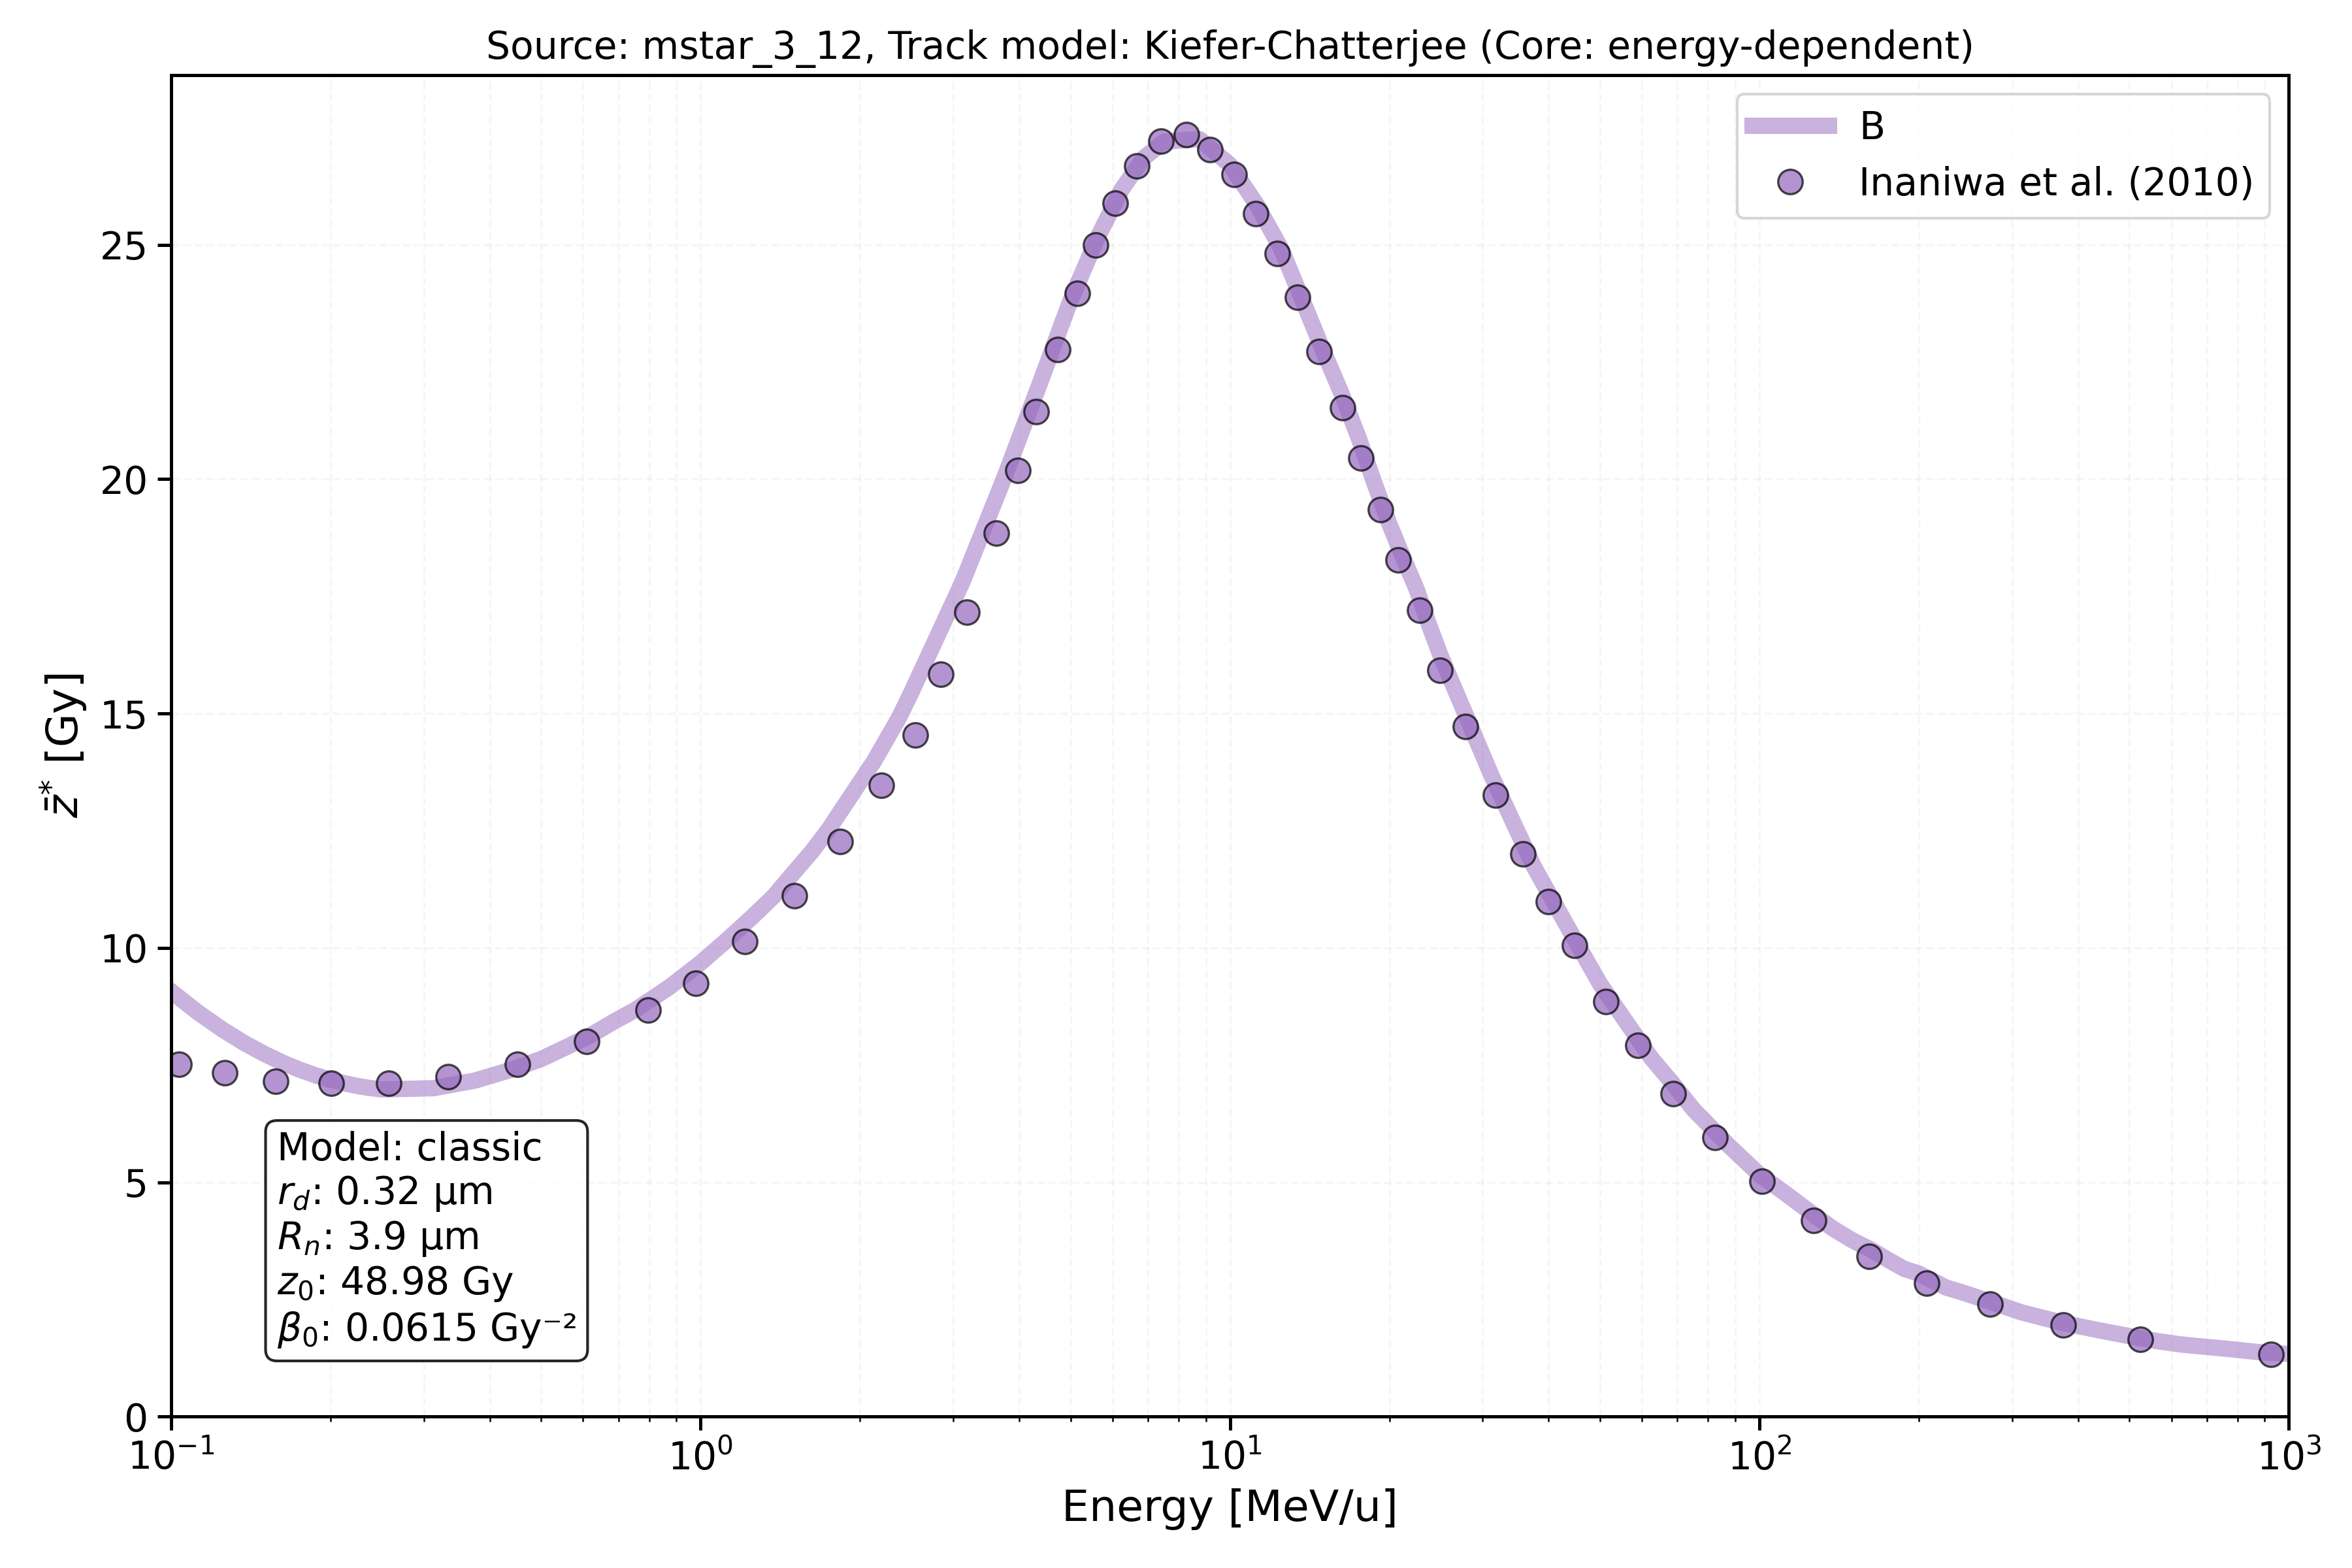 Source: mstar_3_12, Track model: Kiefer-Chatterjee (Core: energy-dependent)
B
Inaniwa et al. (2010)
25
20
15
10
5
0
z̄* [Gy]
Model: classic
r_d: 0.32 µm
R_n: 3.9 µm
z₀: 48.98 Gy
β₀: 0.0615 Gy⁻²
10⁻¹ 10⁰ 10¹ 10² 10³
Energy [MeV/u]